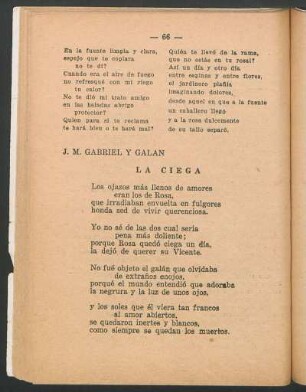 — 66 —
En la fuente limpia y clara,
espejo que te copiara
no te dí?
Cuando era el aire de fuego
no refresqué con mi riego
tu calor?
No te dió mi trato amigo
en las heladas abrigo
protector?
Quien para sí te reclama
te hará bien o te hará mal?
Quién te llevó de la rama,
que no estás en tu rosal?
Así un día y otro día
entre espinas y entre flores,
el jardinero plañía
imaginando dolores,
desde aquel en que a la fuente
un caballero llegó
y a la rosa dulcemente
de su tallo separó.
J. M. GABRIEL Y GALAN
LA CIEGA
Los ojazos más llenos de amores
eran los de Rosa,
que irradiaban envuelta en fulgores
honda sed de vivir querenciosa.
Yo no sé de las dos cual sería
pena más doliente;
porque Rosa quedó ciega un día,
la dejó de querer su Vicente.
No fué objeto el galán que olvidaba
de extraños enojos,
porqué el mundo entendió que adoraba
la negrura y la luz de unos ojos,
y los soles que él viera tan francos
al amor abiertos,
se quedaron inertes y blancos,
como siempre se quedan los muertos.